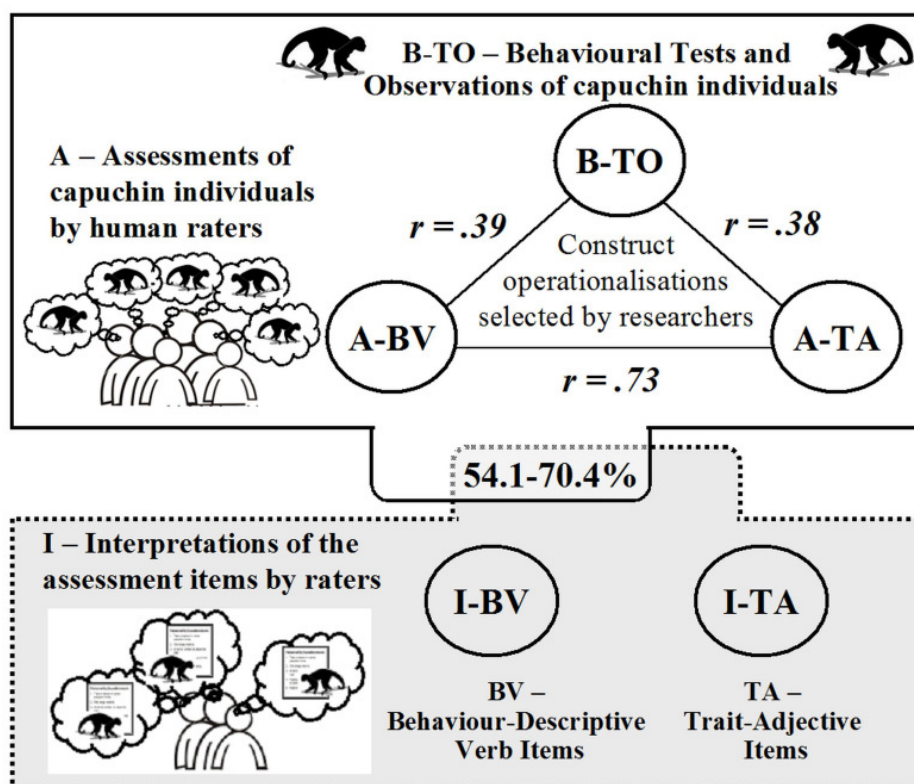 B-TO – Behavioural Tests and
Observations of capuchin individuals
A – Assessments of
capuchin individuals
by human raters
B-TO
r = .39
r = .38
Construct
operationalisations
selected by researchers
A-BV
A-TA
r = .73
54.1-70.4%
I – Interpretations of the
assessment items by raters
I-BV
I-TA
BV –
Behaviour-Descriptive
Verb Items
TA –
Trait-Adjective
Items